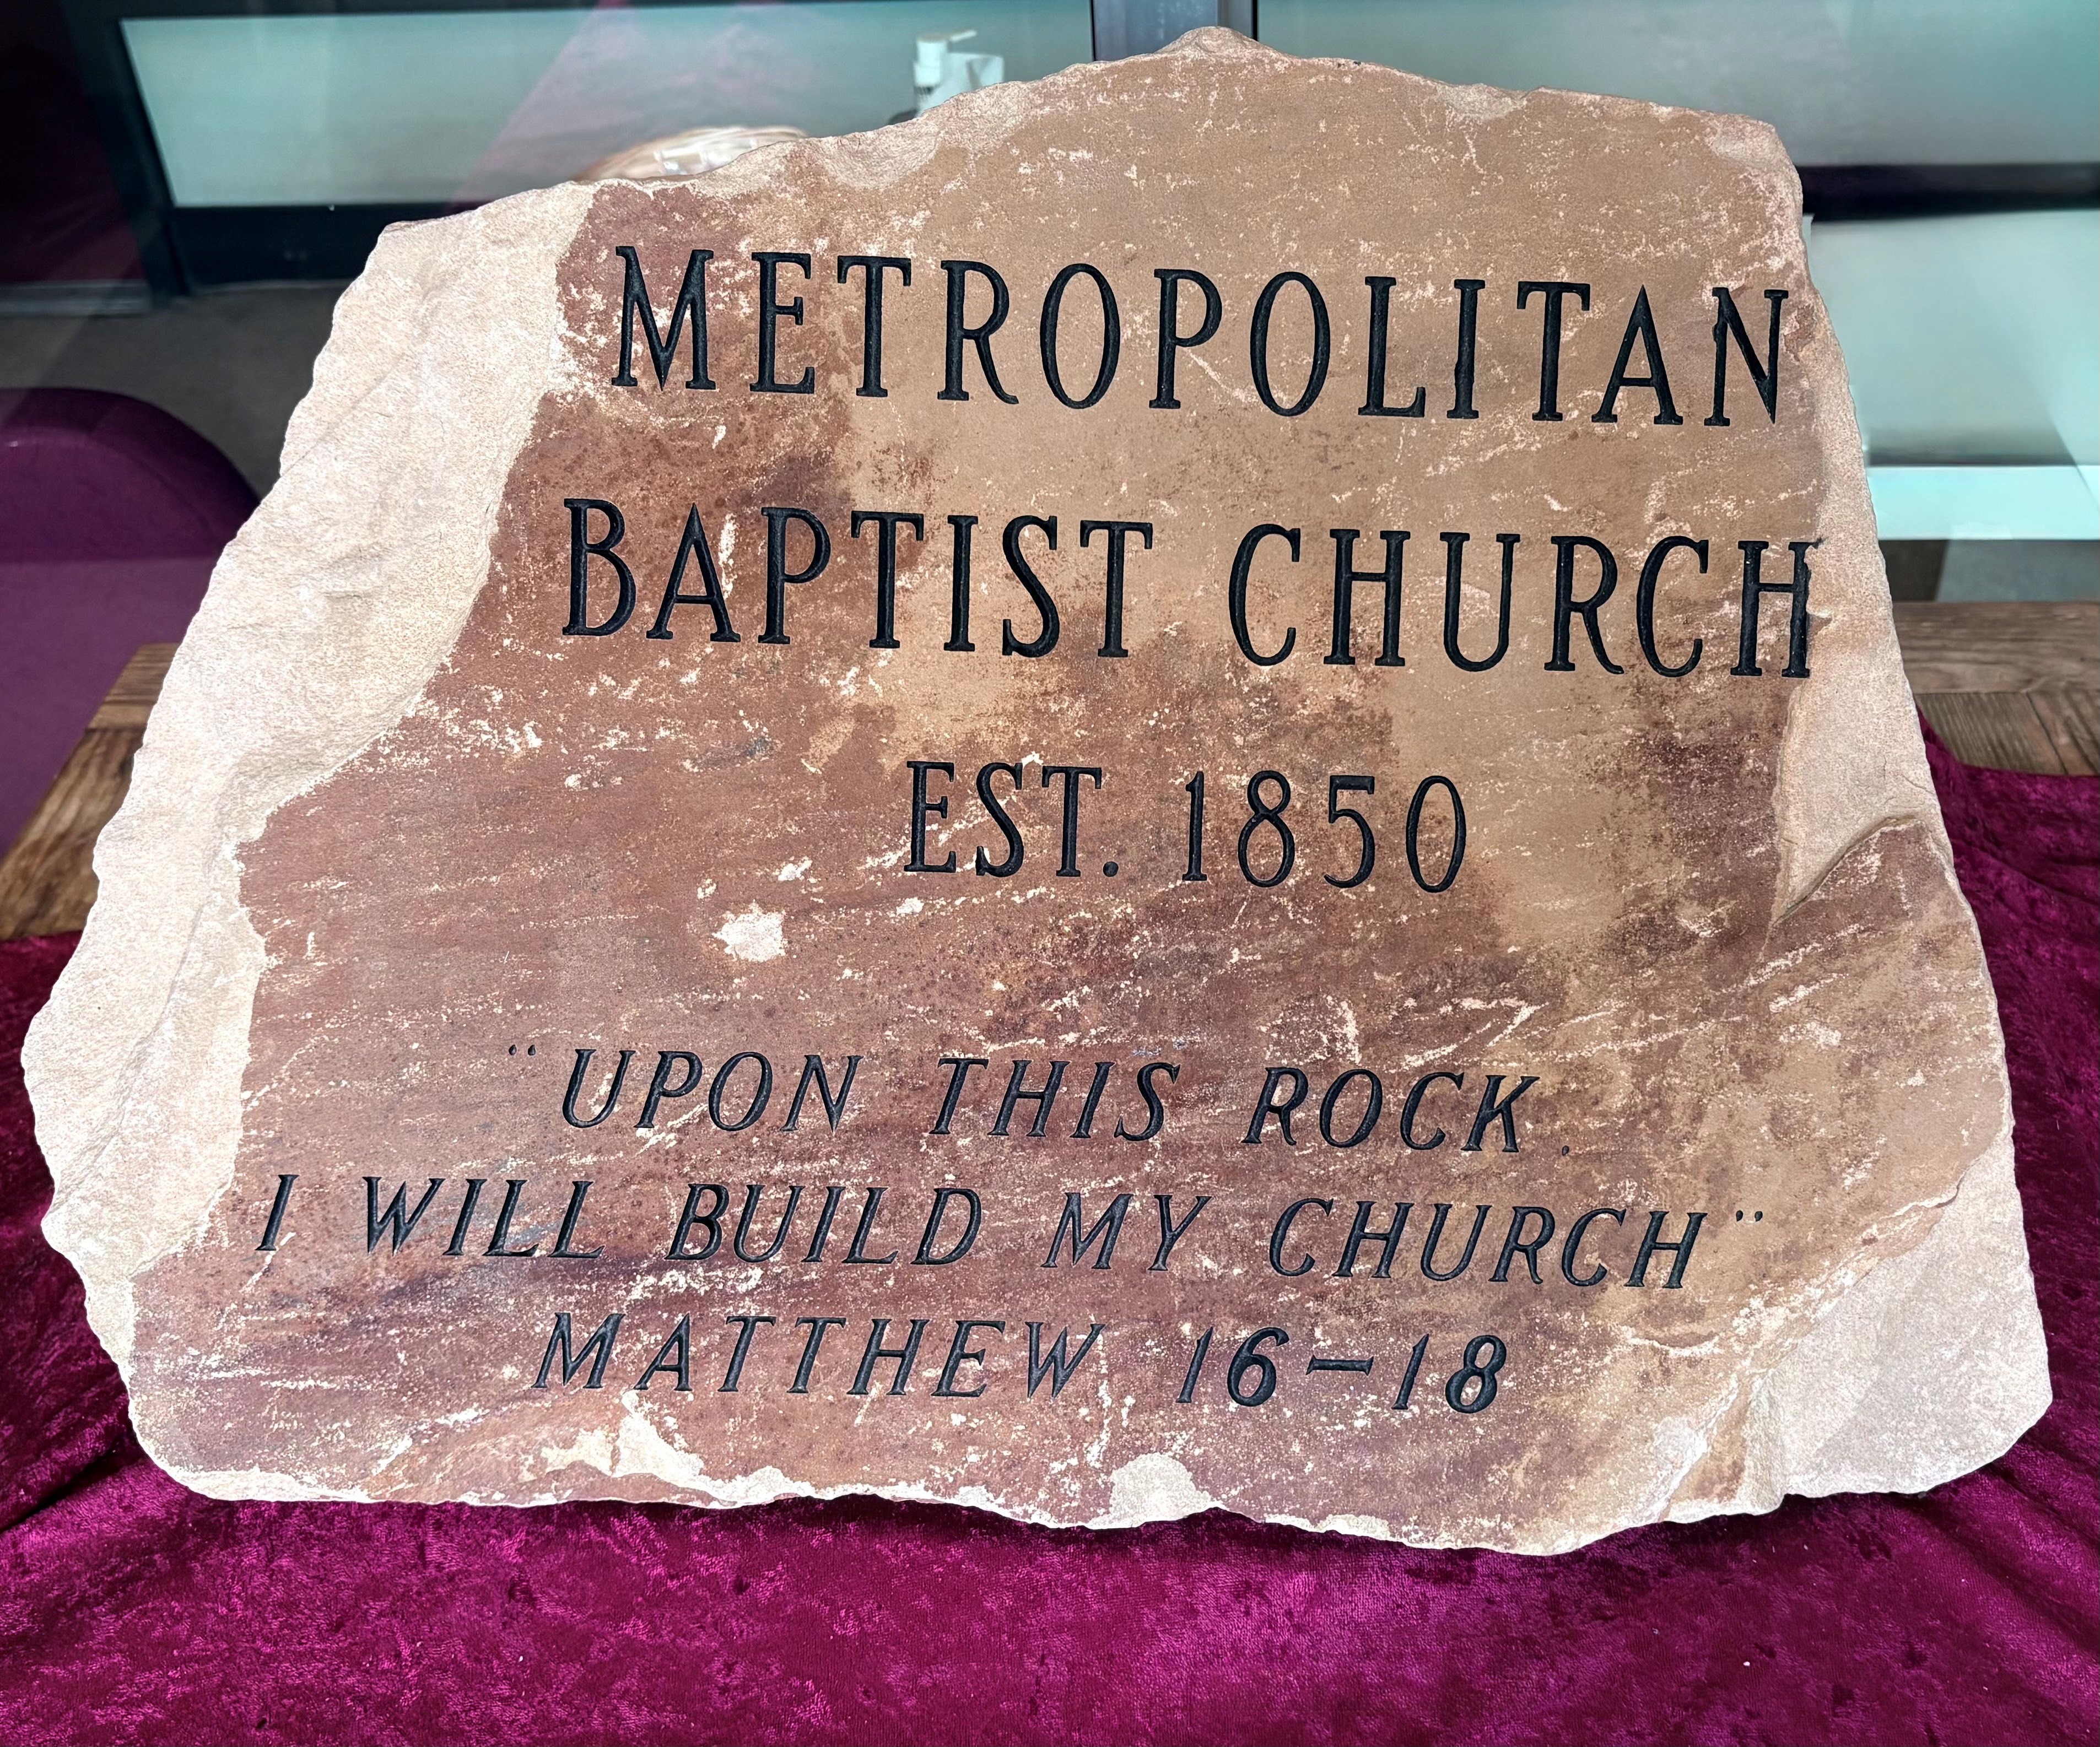 METROPOLITAN
BAPTIST CHURCH
EST. 1850
"UPON THIS ROCK.
I WILL BUILD MY CHURCH"
MATTHEW 16-18